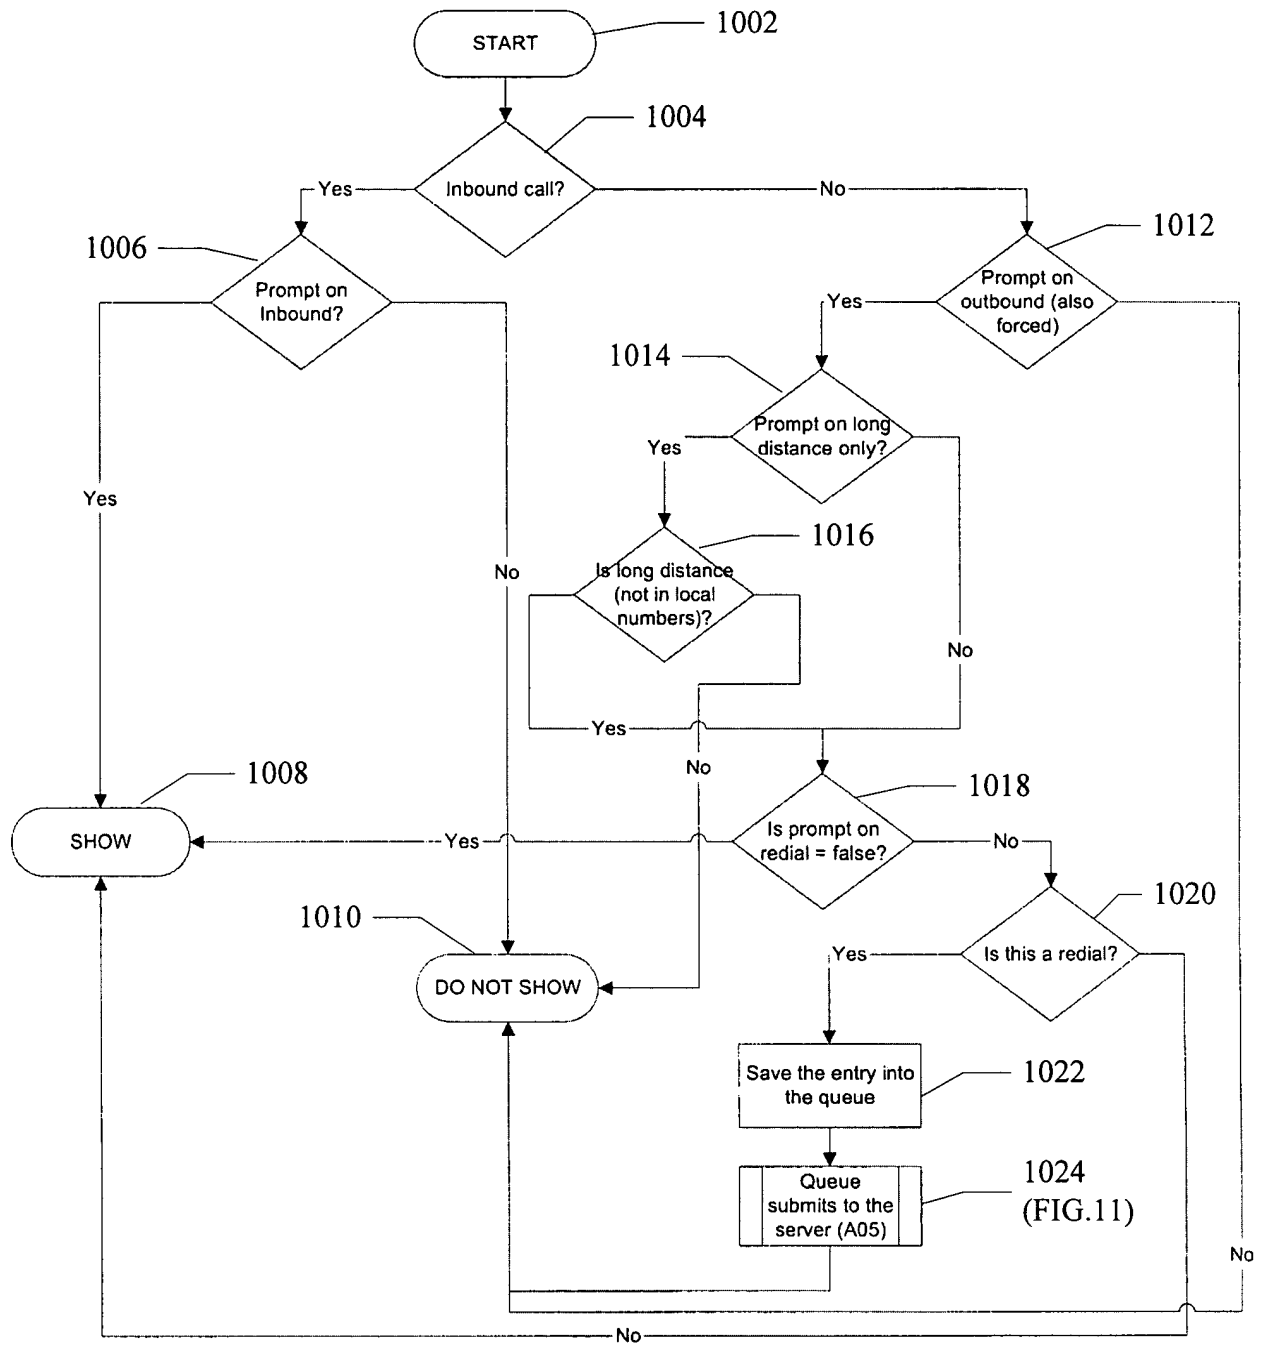 START
1002
1004
Inbound call?
Yes
No
1006
Prompt on
Inbound?
1012
Prompt on
outbound (also
forced)
Yes
1014
Prompt on long
distance only?
Yes
1016
Is long distance
(not in local
numbers)?
Yes
No
No
No
Yes
No
1008
SHOW
1018
Is prompt on
redial = false?
Yes
No
1010
DO NOT SHOW
1020
Is this a redial?
Yes
Save the entry into
the queue
1022
Queue
submits to the
server (A05)
1024
(FIG.11)
No
No